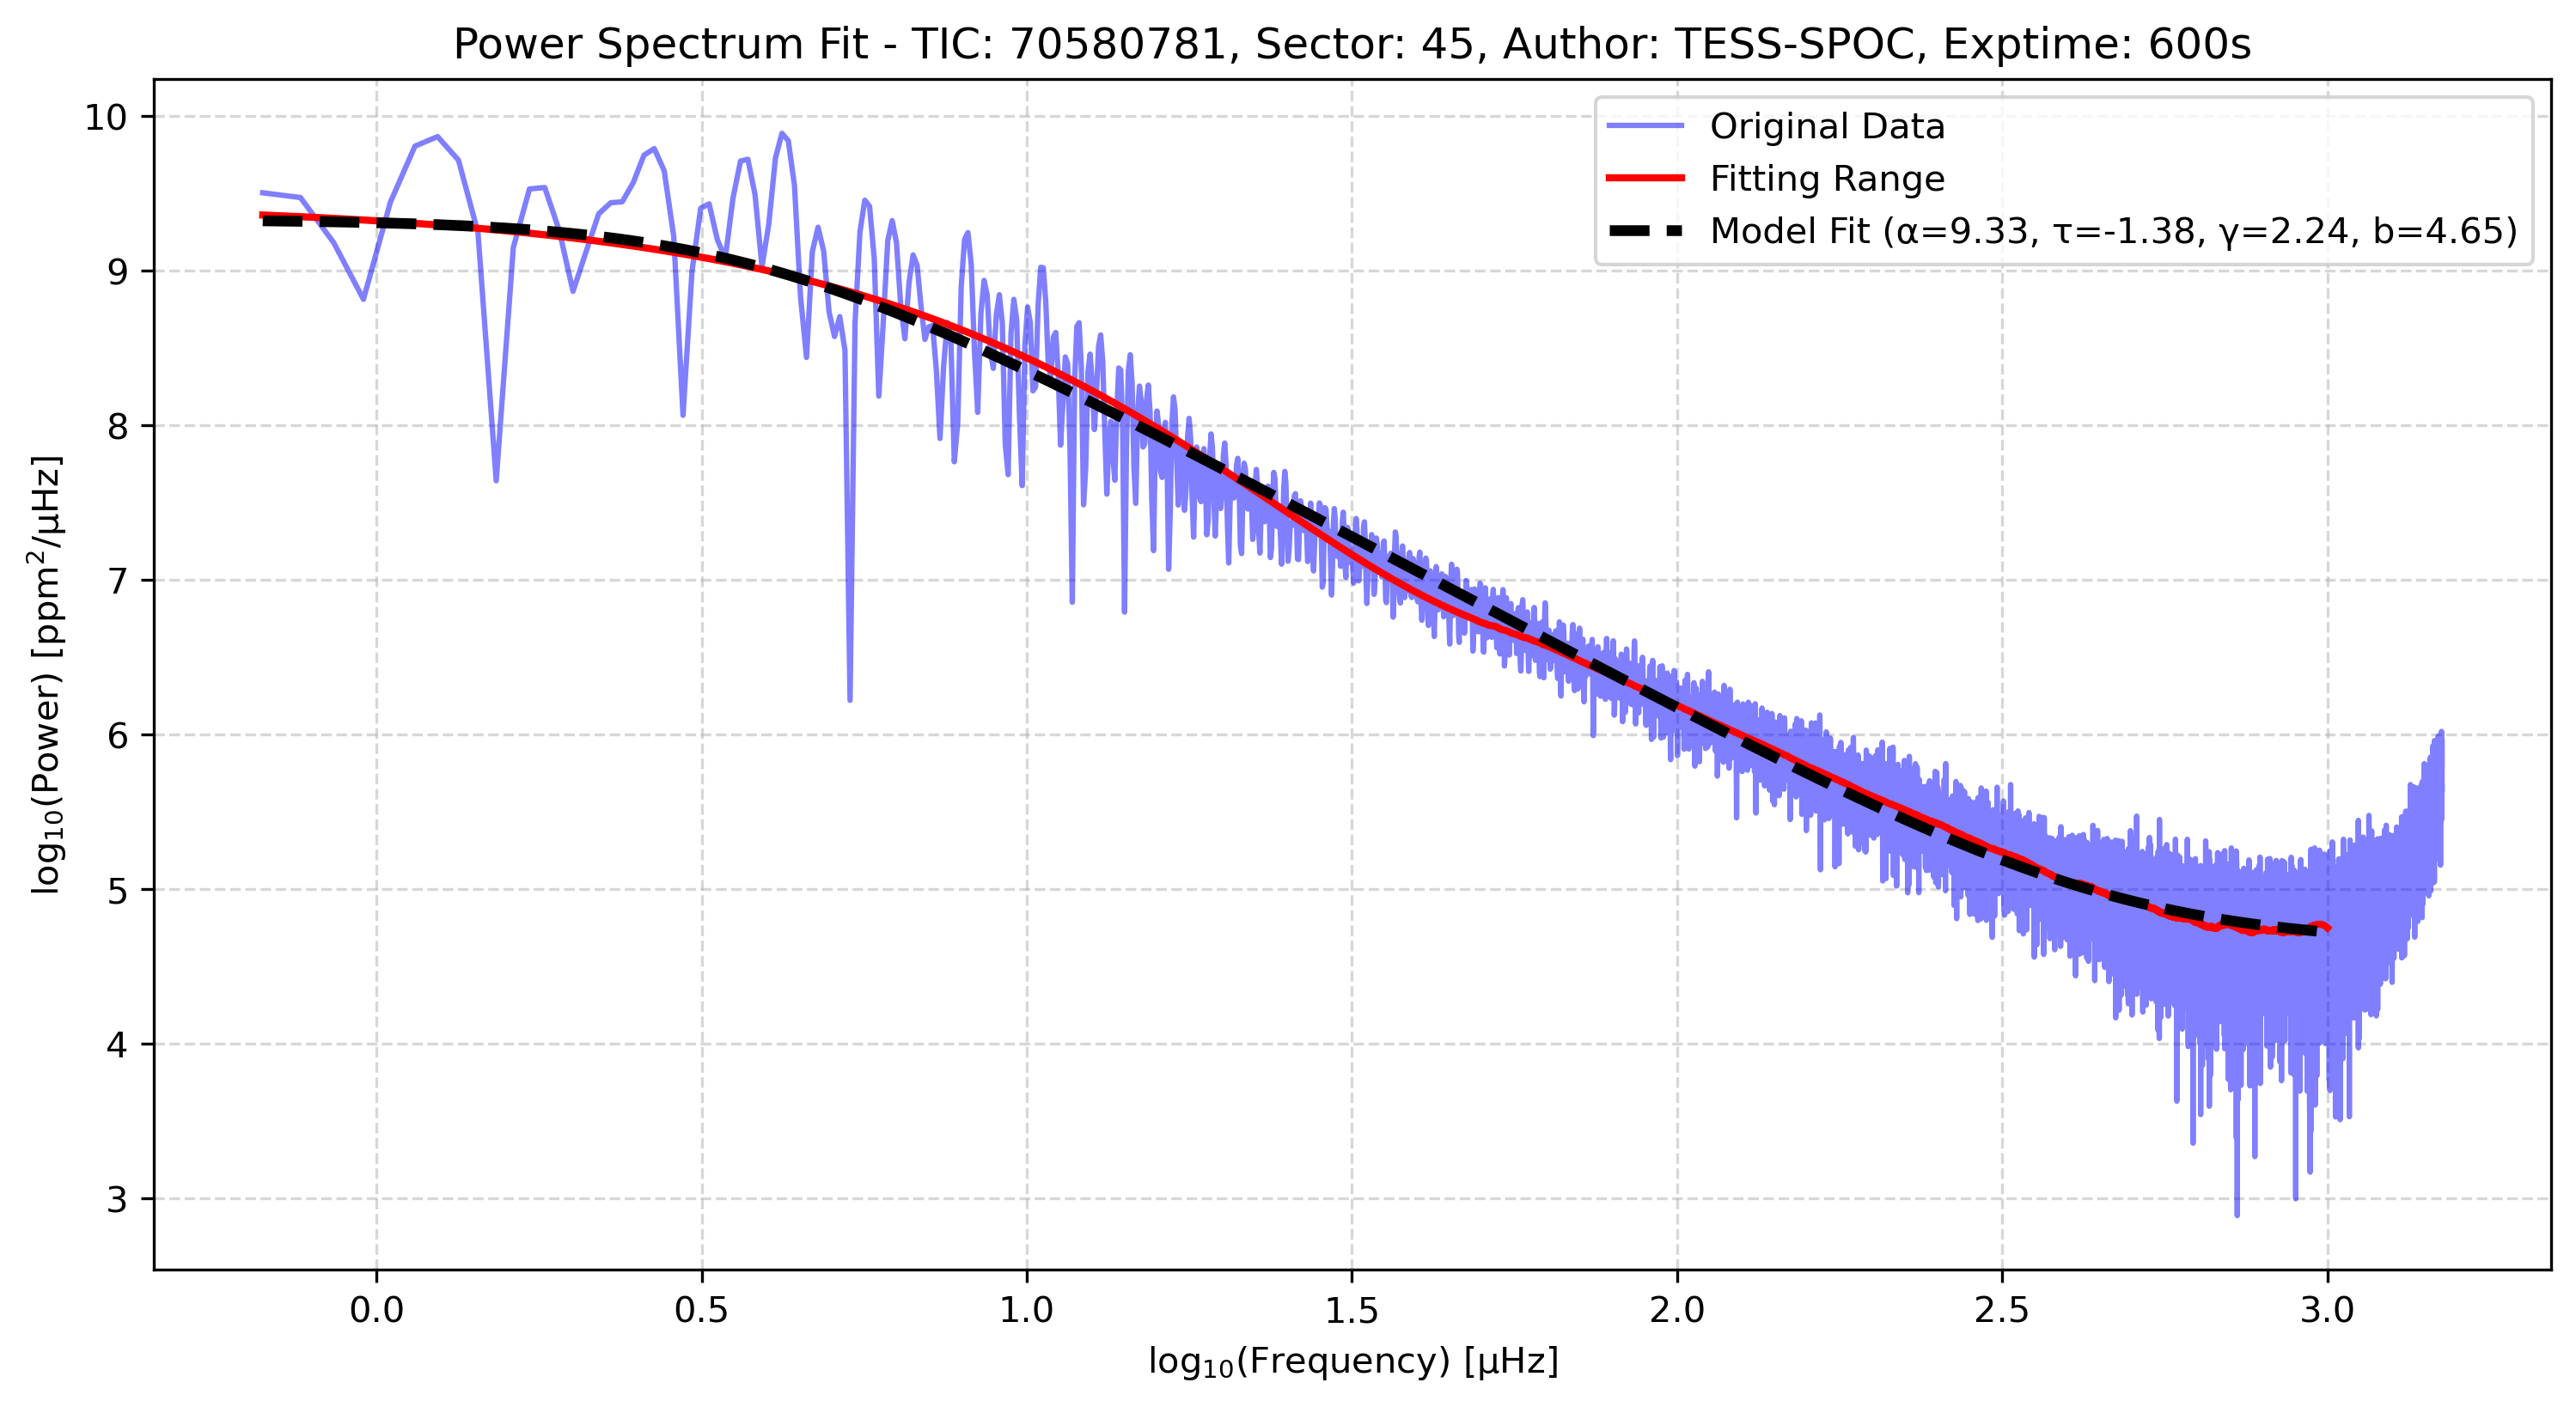 Power Spectrum Fit - TIC: 70580781, Sector: 45, Author: TESS-SPOC, Exptime: 600s
Original Data
Fitting Range
Model Fit (α=9.33, τ=-1.38, γ=2.24, b=4.65)
log₁₀(Power) [ppm²/μHz]
10
9
8
7
6
5
4
3
0.0 0.5 1.0 1.5 2.0 2.5 3.0
log₁₀(Frequency) [μHz]